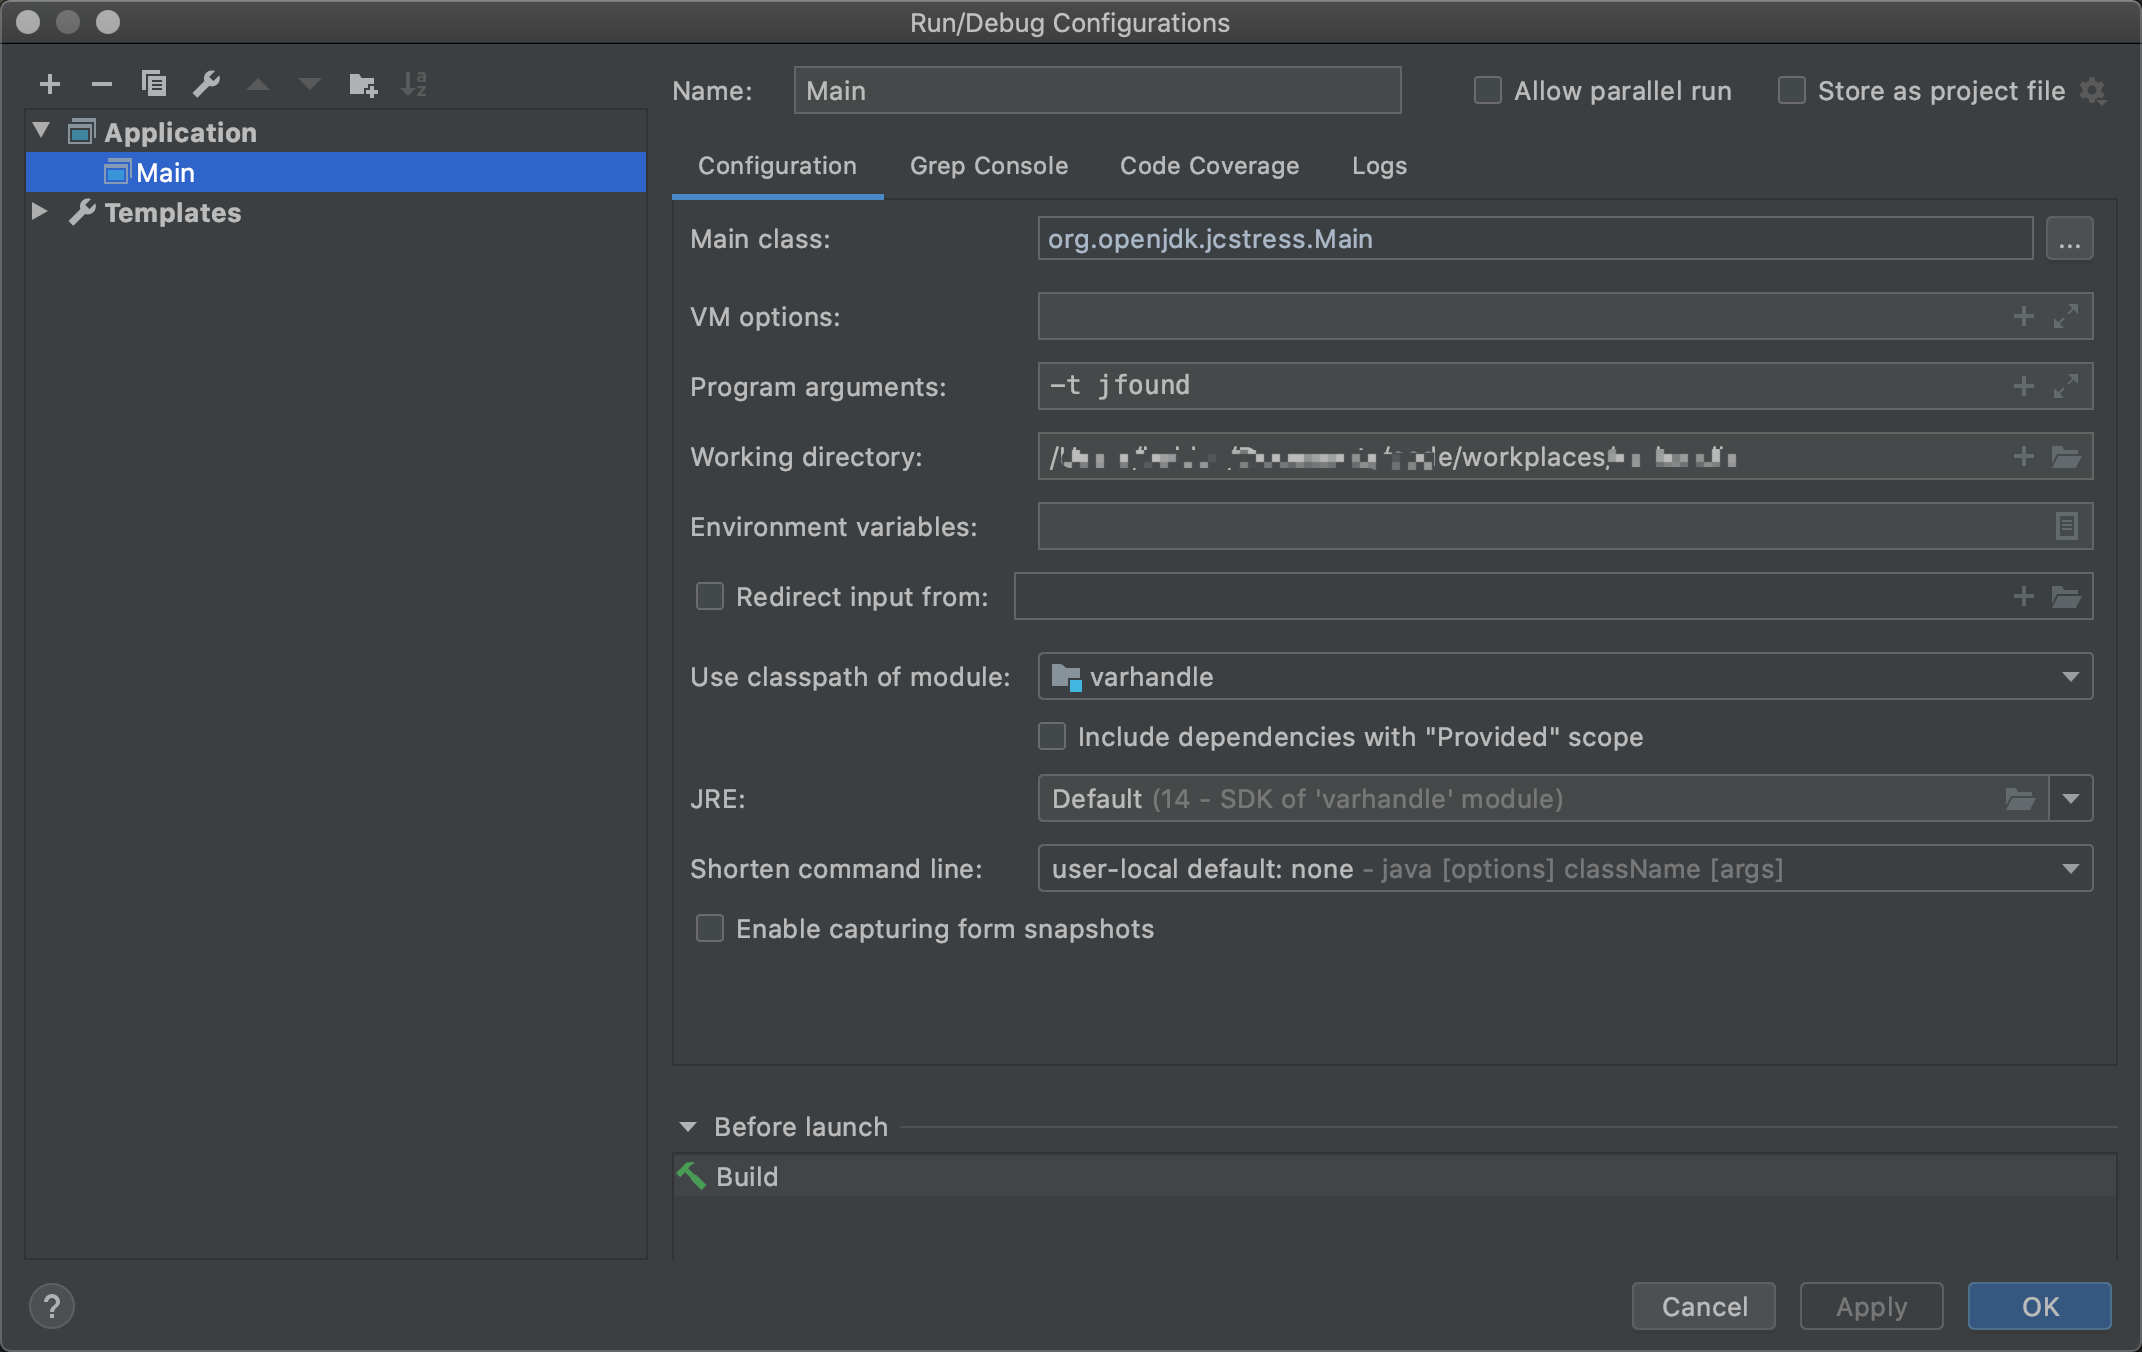 Run/Debug Configurations
Name: Main Allow parallel run Store as project file
Application
Main
Templates
Configuration Grep Console Code Coverage Logs
Main class: org.openjdk.jcstress.Main ...
VM options:
Program arguments: -t jfound
Working directory: e/workplaces
Environment variables:
Redirect input from:
Use classpath of module: varhandle
Include dependencies with "Provided" scope
JRE: Default (14 - SDK of 'varhandle' module)
Shorten command line: user-local default: none - java [options] className [args]
Enable capturing form snapshots
Before launch
Build
? Cancel Apply OK